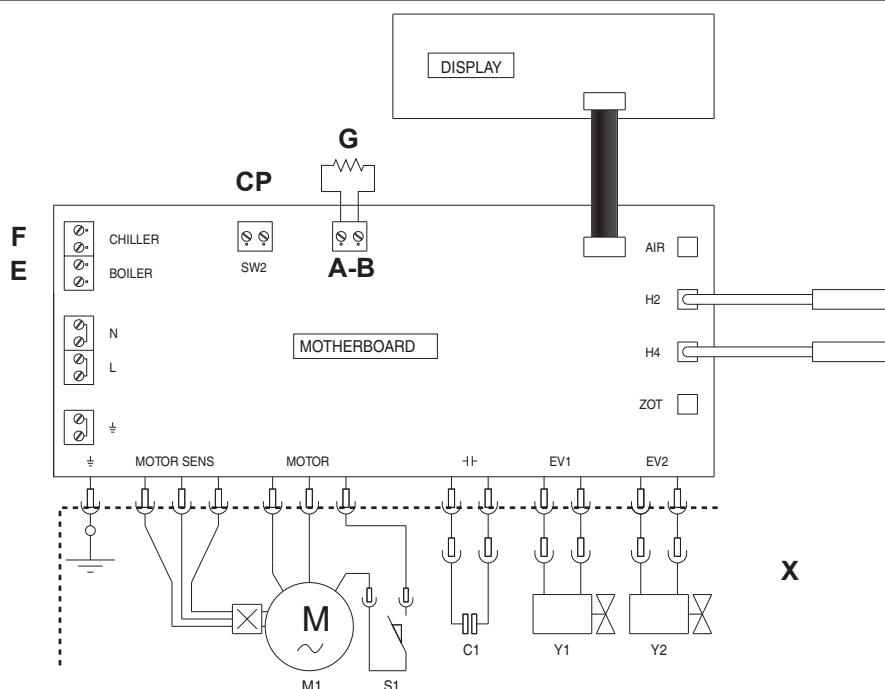 DISPLAY
G
CP
F
CHILLER
E
BOILER
SW2
A-B
AIR
H2
N
MOTHERBOARD
H4
L
ZOT
MOTOR SENS
MOTOR
EV1
EV2
X
M
C1
Y1
Y2
M1
S1